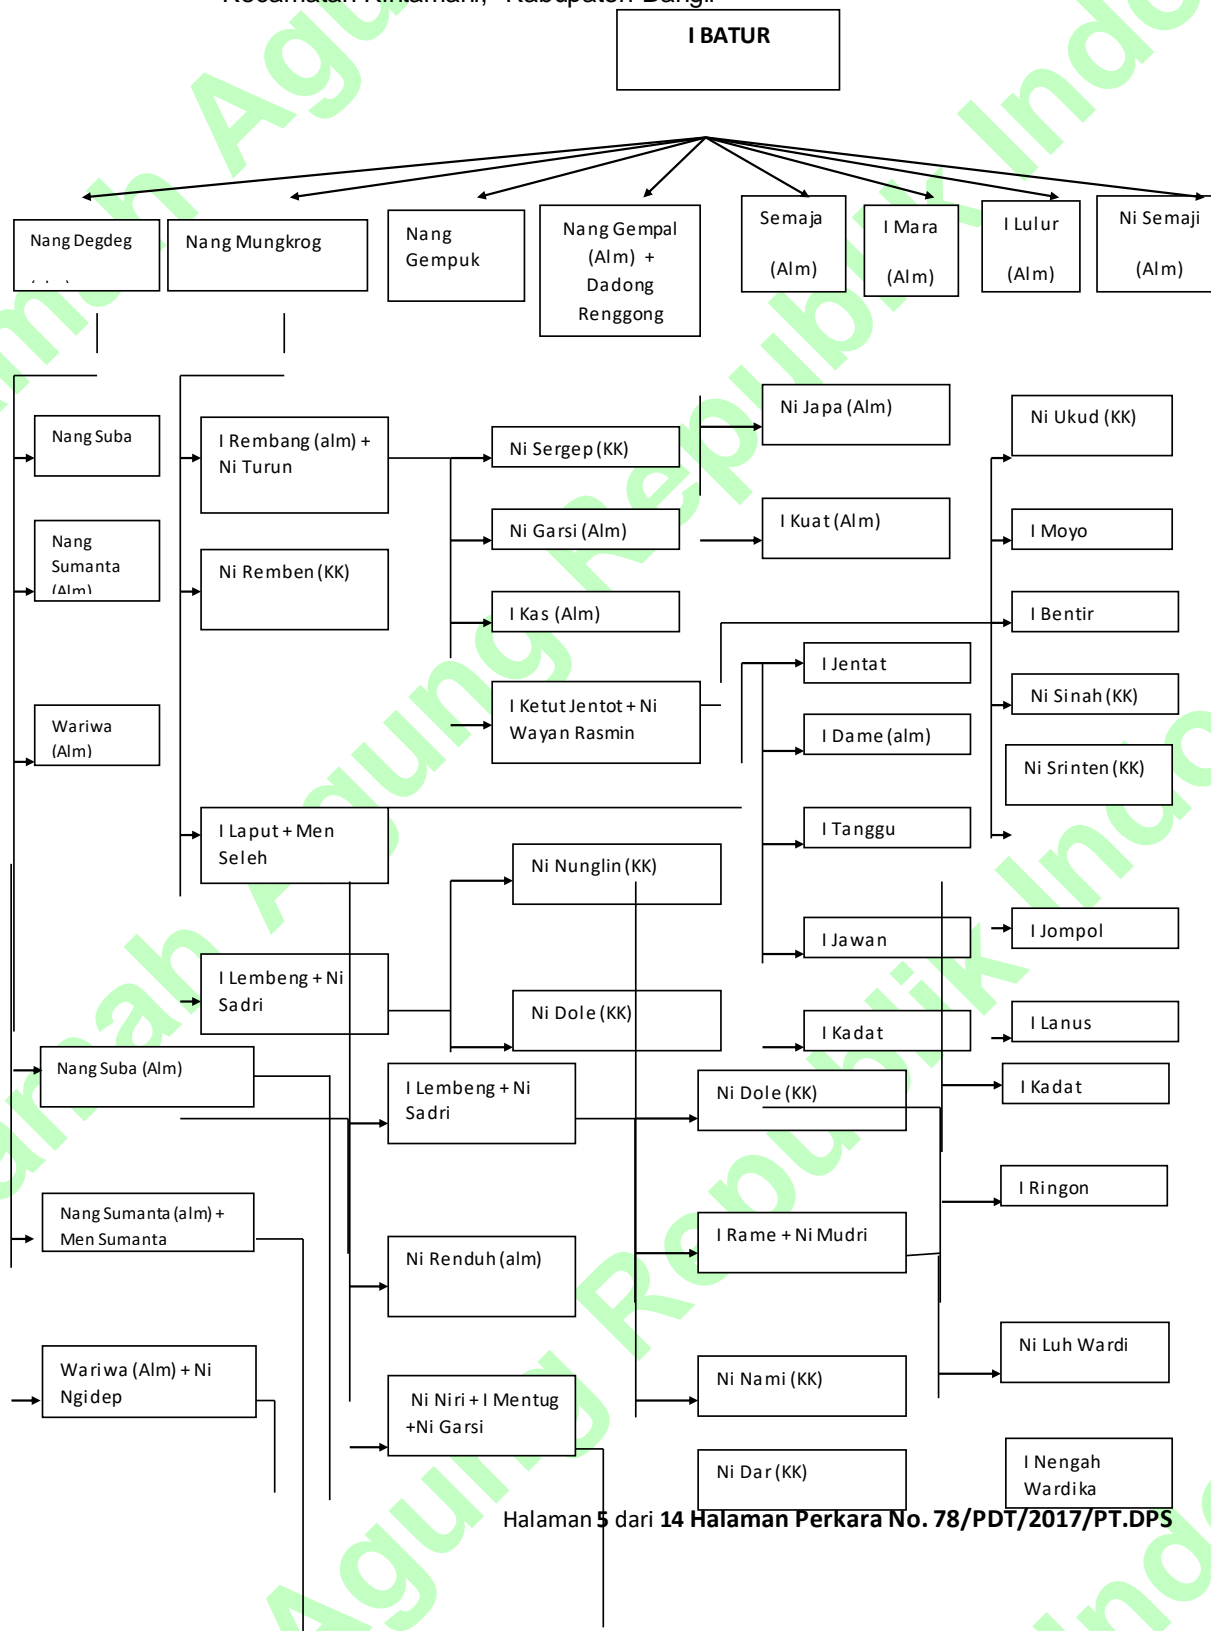 Kecamatan Kintamani, Kabupaten Bangli
I BATUR
Nang Degdeg
Nang Mungkrog
Nang
Gempuk
Nang Gempal
(Alm) +
Dadong
Renggong
Semaja
(Alm)
I Mara
(Alm)
I Lulur
(Alm)
Ni Semaji
(Alm)
Nang Suba
Nang
Sumanta
(Alm)
Wariwa
(Alm)
I Rembang (alm) +
Ni Turun
Ni Remben (KK)
I Laput + Men
Seleh
I Lembeng + Ni
Sadri
Ni Sergep (KK)
Ni Garsi (Alm)
I Kas (Alm)
I Ketut Jentot + Ni
Wayan Rasmin
Ni Japa (Alm)
I Kuat (Alm)
Ni Ukud (KK)
I Moyo
I Bentir
Ni Sinah (KK)
Ni Srinten (KK)
I Jompol
I Lanus
I Jentat
I Dame (alm)
I Tanggu
I Jawan
I Kadat
Ni Nunglin (KK)
Ni Dole (KK)
Nang Suba (Alm)
Nang Sumanta (alm) +
Men Sumanta
Wariwa (Alm) + Ni
Ngidep
I Lembeng + Ni
Sadri
Ni Renduh (alm)
Ni Niri + I Mentug
+Ni Garsi
Ni Dole (KK)
I Rame + Ni Mudri
Ni Nami (KK)
Ni Dar (KK)
I Kadat
I Ringon
Ni Luh Wardi
I Nengah
Wardika
Halaman 5 dari 14 Halaman Perkara No. 78/PDT/2017/PT.DPS